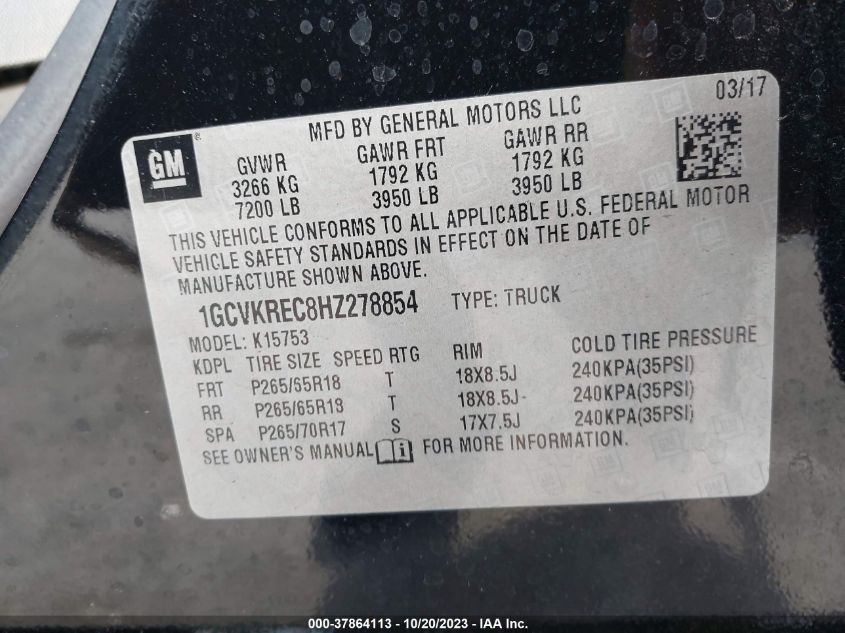 03/17
MFD BY GENERAL MOTORS LLC
GM®
GVWR GAWR FRT GAWR RR
3266 KG 1792 KG 1792 KG
7200 LB 3950 LB 3950 LB
THIS VEHICLE CONFORMS TO ALL APPLICABLE U.S. FEDERAL MOTOR
VEHICLE SAFETY STANDARDS IN EFFECT ON THE DATE OF
MANUFACTURE SHOWN ABOVE.
1GCVKREC8HZ278854 TYPE: TRUCK
MODEL: K15753
KDPL TIRE SIZE SPEED RTG RIM COLD TIRE PRESSURE
FRT P265/65R18 T 18X8.5J 240KPA(35PSI)
RR P265/65R18 T 18X8.5J 240KPA(35PSI)
SPA P265/70R17 S 17X7.5J 240KPA(35PSI)
SEE OWNER'S MANUAL i FOR MORE INFORMATION.
000-37864113 - 10/20/2023 - IAA Inc.